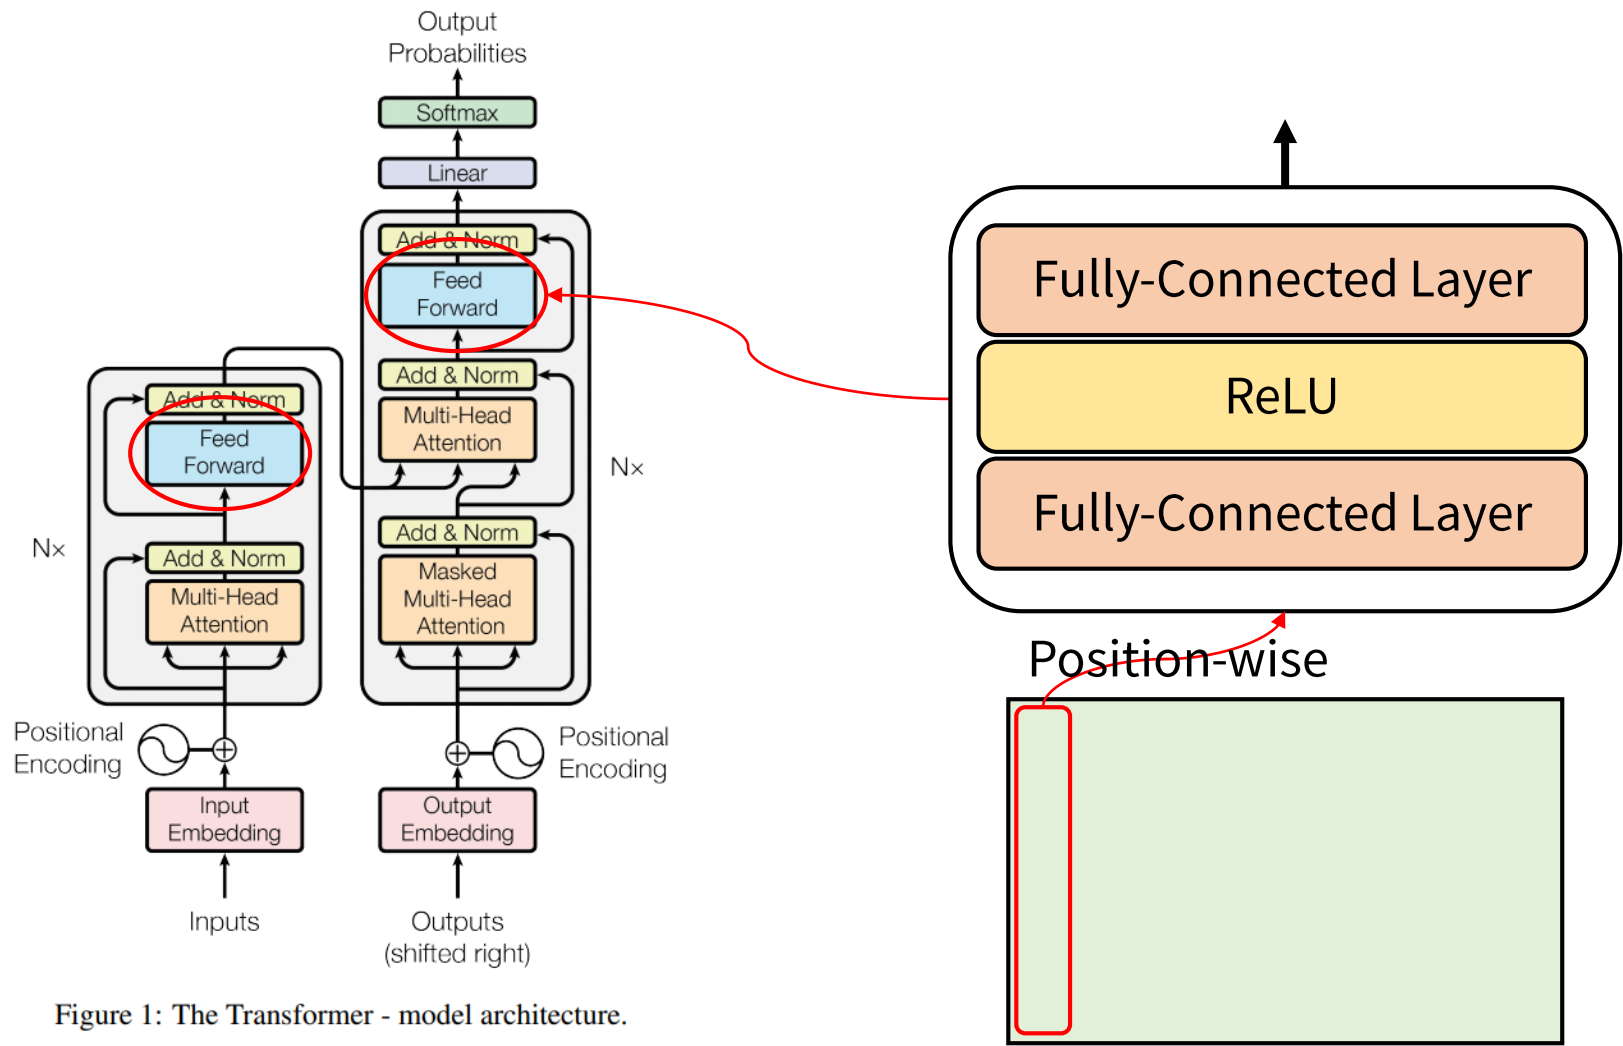 Output
Probabilities
Softmax
Linear
Add & Norm
Feed
Forward
Add & Norm
Multi-Head
Attention
Nx
Add & Norm
Masked
Multi-Head
Attention
Positional
Encoding
Output
Embedding
Outputs
(shifted right)
Add & Norm
Feed
Forward
Nx
Add & Norm
Multi-Head
Attention
Positional
Encoding
Input
Embedding
Inputs
Figure 1: The Transformer - model architecture.
Fully-Connected Layer
ReLU
Fully-Connected Layer
Position-wise